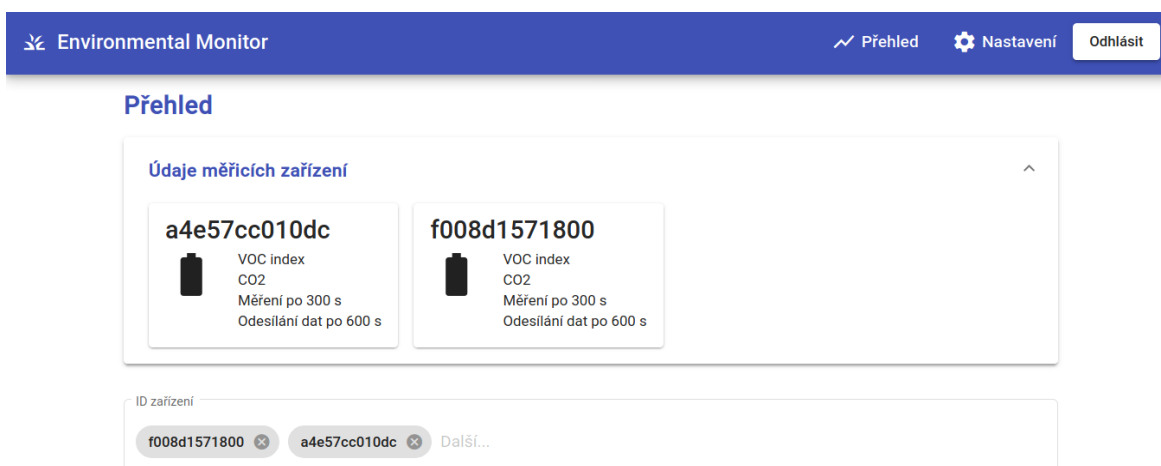 Environmental Monitor Přehled Nastavení Odhlásit
Přehled
Údaje měřicích zařízení
a4e57cc010dc
VOC index
CO2
Měření po 300 s
Odesílání dat po 600 s
f008d1571800
VOC index
CO2
Měření po 300 s
Odesílání dat po 600 s
ID zařízení
f008d1571800 a4e57cc010dc Další...